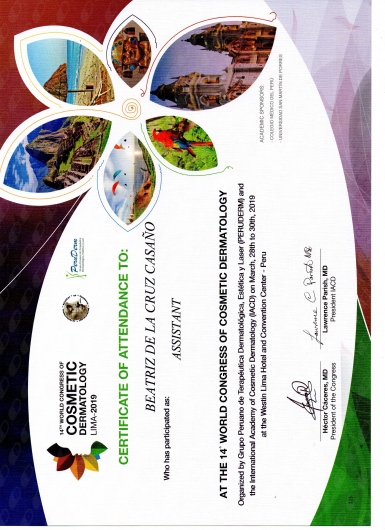 14TH WORLD CONGRESS OF
COSMETIC
DERMATOLOGY
LIMA-2019
PeruDerm
CERTIFICATE OF ATTENDANCE TO:
BEATRIZ DE LA CRUZ CASAÑO
Who has participated as:
ASSISTANT
AT THE 14° WORLD CONGRESS OF COSMETIC DERMATOLOGY
Organized by Grupo Peruano de Terapéutica Dermatológica, Estética y Laser (PERUDERM) and
the International Academy of Cosmetic Dermatology (IACD) on March, 28th to 30th, 2019
at the Westin Lima Hotel and Convention Center - Peru
Héctor Cáceres, MD
President of the Congress
Lawrence Parish, MD
President IACD
ACADEMIC SPONSORS:
COLEGIO MEDICO DEL PERÚ
UNIVERSIDAD SAN MARTIN DE PORRES